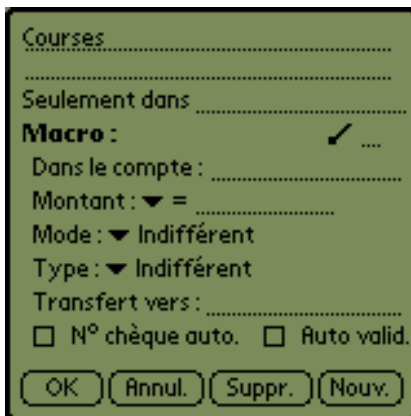 Courses
Seulement dans
Macro :
Dans le compte :
Montant : =
Mode : Indifférent
Type : Indifférent
Transfert vers :
N° chèque auto. Auto valid.
OK Annul. Suppr. Nouv.